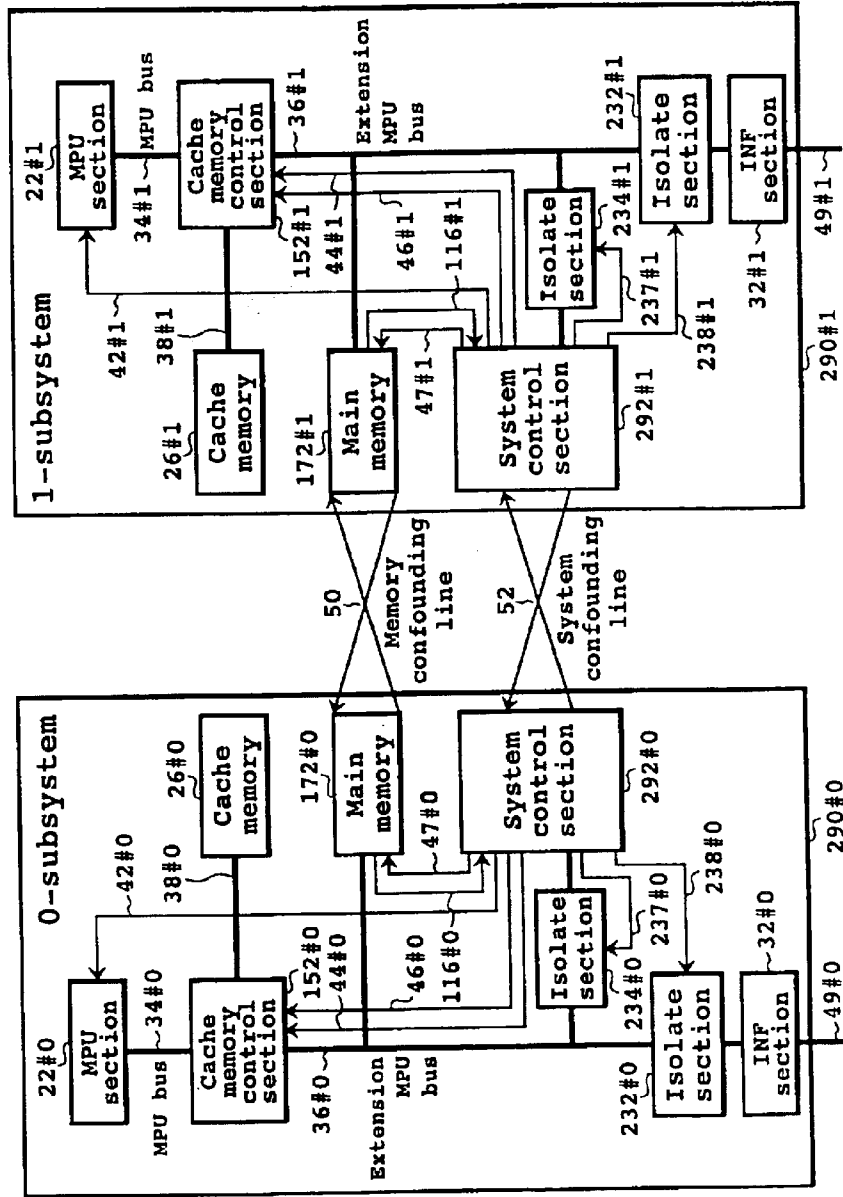 0-subsystem
22#0
MPU
section
MPU bus
34#0
42#0
Cache
memory
control
section
152#0
38#0
26#0
Cache
memory
44#0
46#0
36#0
Extension
MPU
bus
172#0
Main
memory
47#0
116#0
System
control
section
292#0
Isolate
section
234#0
237#0
238#0
232#0
Isolate
section
INF
section
32#0
49#0
290#0
50
Memory
confounding
line
52
System
confounding
line
1-subsystem
22#1
MPU
section
MPU bus
34#1
42#1
Cache
memory
control
section
152#1
38#1
26#1
Cache
memory
44#1
46#1
36#1
Extension
MPU
bus
172#1
Main
memory
47#1
116#1
System
control
section
292#1
Isolate
section
234#1
237#1
238#1
232#1
Isolate
section
INF
section
32#1
49#1
290#1